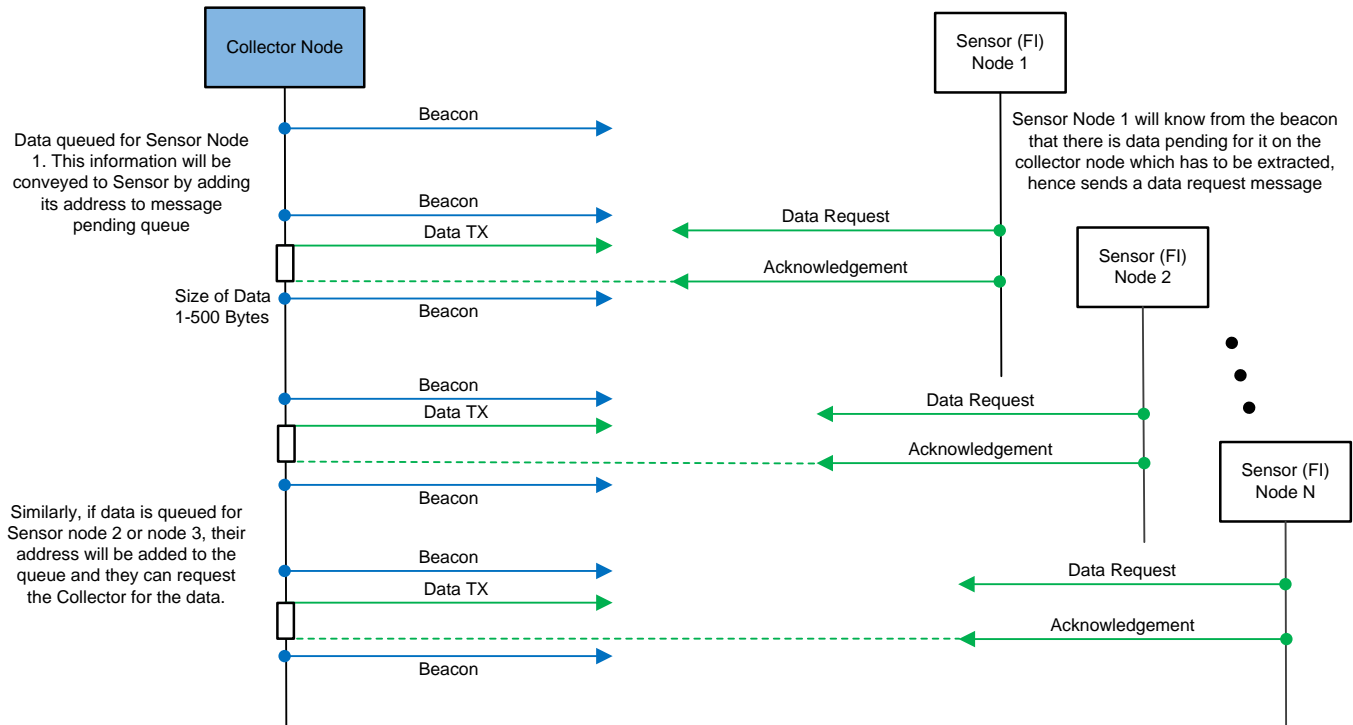 Collector Node
Sensor (FI)
Node 1
Beacon
Data queued for Sensor Node
1. This information will be
conveyed to Sensor by adding
its address to message
pending queue
Sensor Node 1 will know from the beacon
that there is data pending for it on the
collector node which has to be extracted,
hence sends a data request message
Beacon
Data Request
Data TX
Acknowledgement
Sensor (FI)
Node 2
Size of Data
1-500 Bytes
Beacon
Beacon
Data Request
Data TX
Acknowledgement
Sensor (FI)
Node N
Beacon
Similarly, if data is queued for
Sensor node 2 or node 3, their
address will be added to the
queue and they can request
the Collector for the data.
Beacon
Data Request
Data TX
Acknowledgement
Beacon